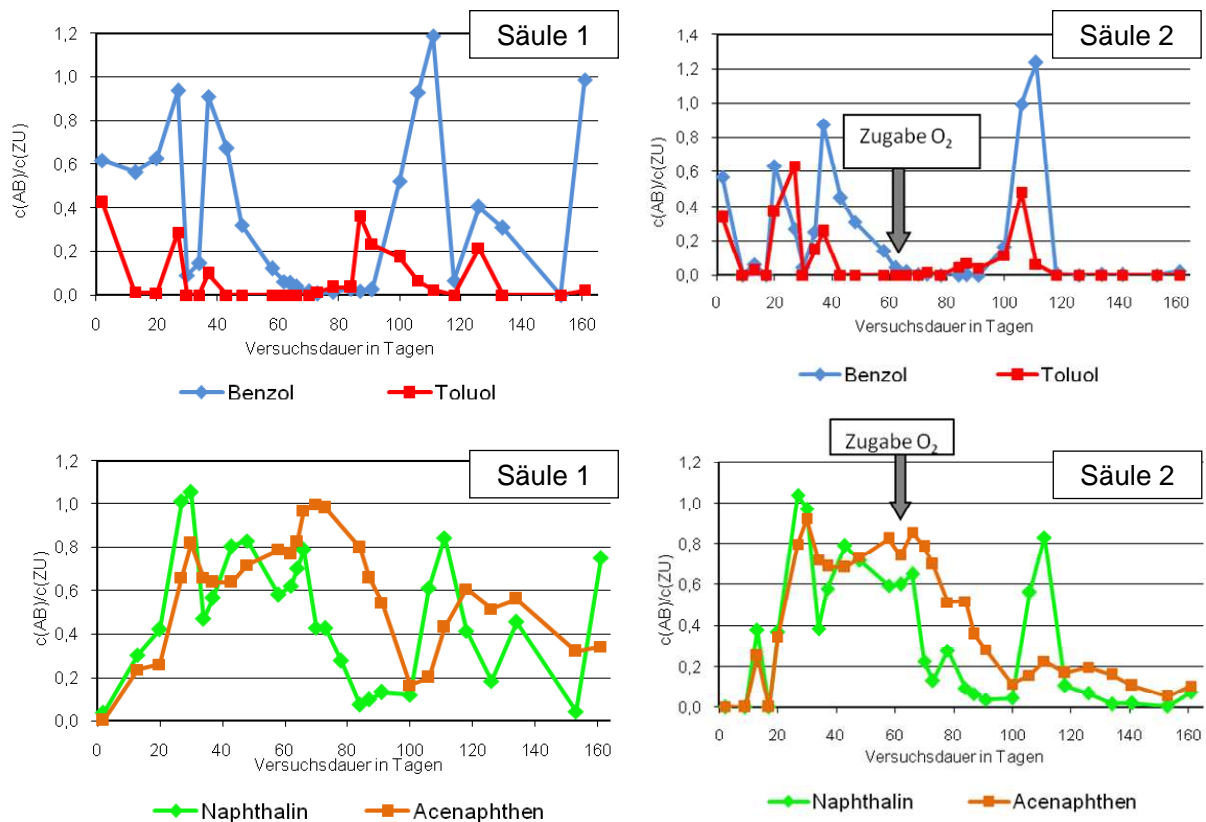 Säule 1
1,2
1,0
0,8
0,6
0,4
0,2
0,0
c(AB)/c(ZU)
0 20 40 60 80 100 120 140 160
Versuchsdauer in Tagen
Benzol Toluol
Säule 2
1,4
1,2
1,0
0,8
0,6
0,4
0,2
0,0
c(AB)/c(ZU)
Zugabe O₂
0 20 40 60 80 100 120 140 160
Versuchsdauer in Tagen
Benzol Toluol
Säule 1
1,2
1,0
0,8
0,6
0,4
0,2
0,0
c(AB)/c(ZU)
0 20 40 60 80 100 120 140 160
Versuchsdauer in Tagen
Naphthalin Acenaphthen
Zugabe O₂
Säule 2
1,2
1,0
0,8
0,6
0,4
0,2
0,0
c(AB)/c(ZU)
0 20 40 60 80 100 120 140 160
Versuchsdauer in Tagen
Naphthalin Acenaphthen